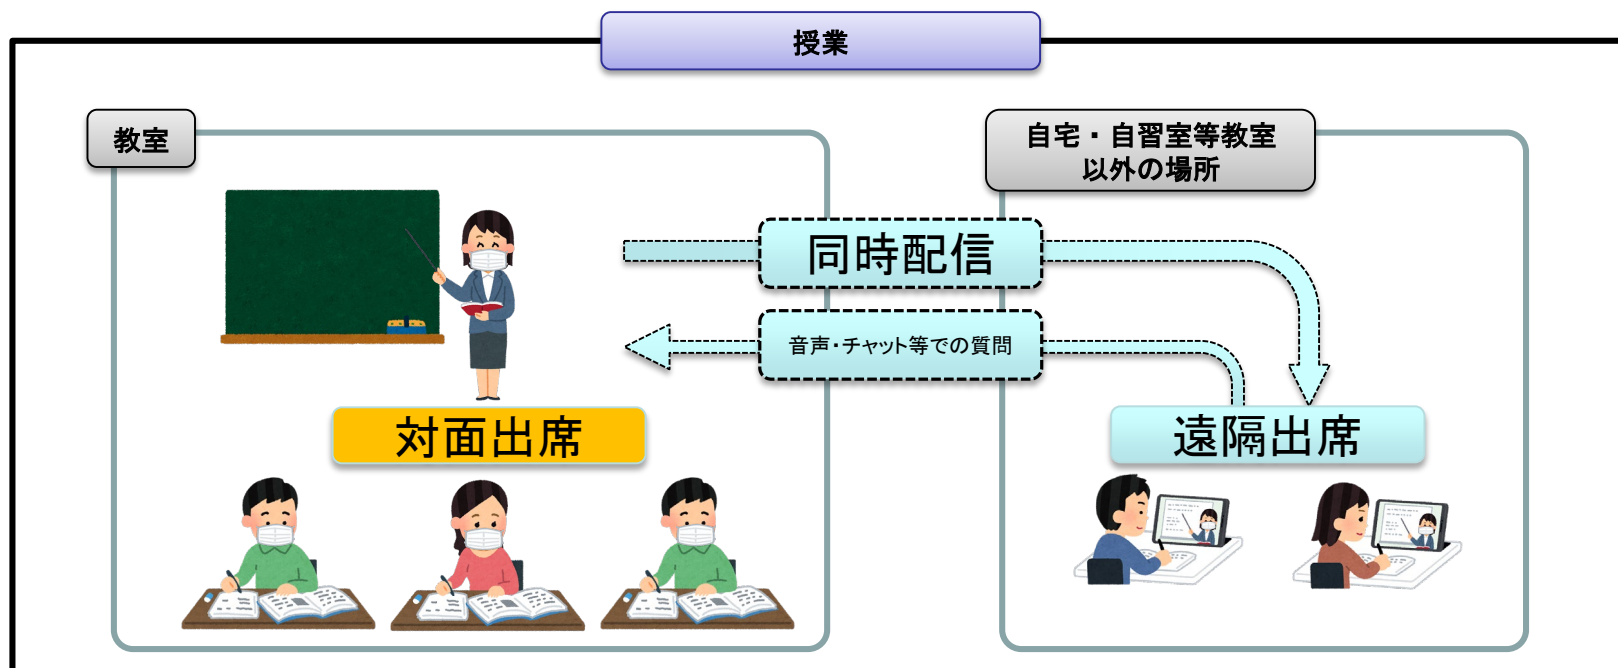 授業
教室
自宅・自習室等教室
以外の場所
同時配信
音声・チャット等での質問
対面出席
遠隔出席